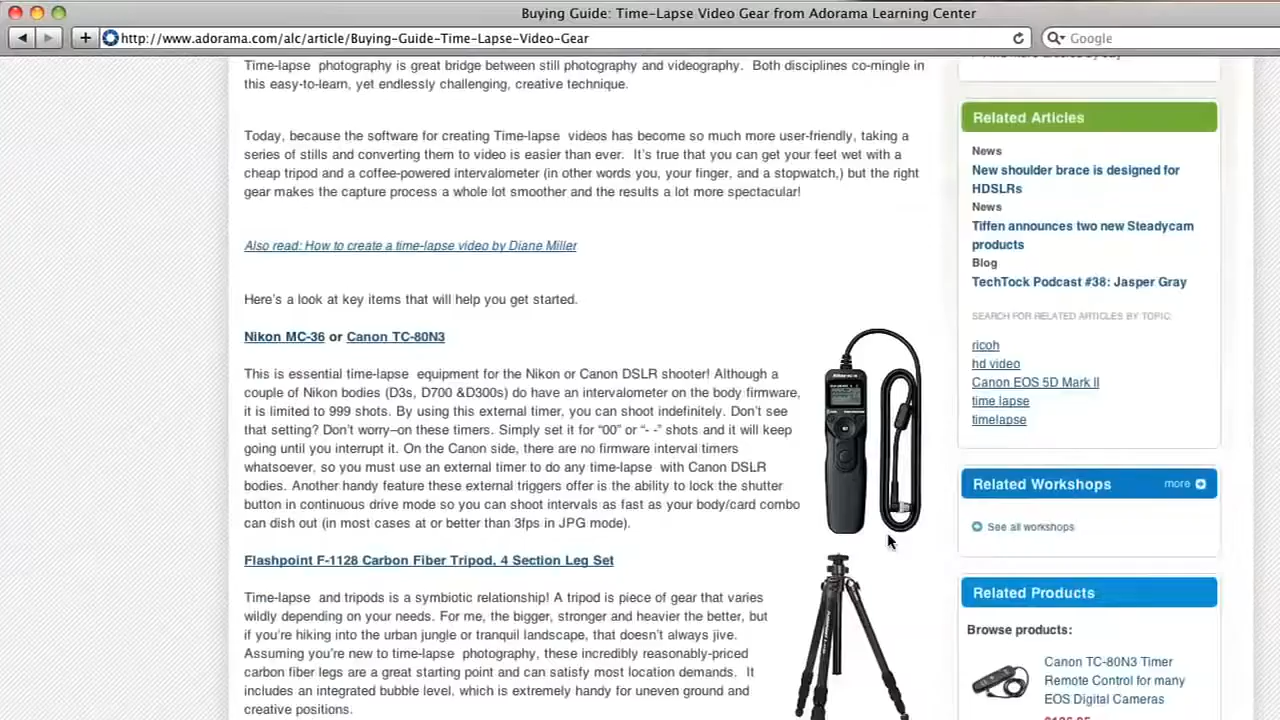 Buying Guide: Time-Lapse Video Gear from Adorama Learning Center
http://www.adorama.com/alc/article/Buying-Guide-Time-Lapse-Video-Gear
Google
Time-lapse photography is great bridge between still photography and videography. Both disciplines co-mingle in
this easy-to-learn, yet endlessly challenging, creative technique.
Today, because the software for creating Time-lapse videos has become so much more user-friendly, taking a
series of stills and converting them to video is easier than ever. It's true that you can get your feet wet with a
cheap tripod and a coffee-powered intervalometer (in other words you, your finger, and a stopwatch,) but the right
gear makes the capture process a whole lot smoother and the results a lot more spectacular!
Also read: How to create a time-lapse video by Diane Miller
Here's a look at key items that will help you get started.
Nikon MC-36 or Canon TC-80N3
This is essential time-lapse equipment for the Nikon or Canon DSLR shooter! Although a
couple of Nikon bodies (D3s, D700 &D300s) do have an intervalometer on the body firmware,
it is limited to 999 shots. By using this external timer, you can shoot indefinitely. Don't see
that setting? Don't worry–on these timers. Simply set it for “00” or “- -” shots and it will keep
going until you interrupt it. On the Canon side, there are no firmware interval timers
whatsoever, so you must use an external timer to do any time-lapse with Canon DSLR
bodies. Another handy feature these external triggers offer is the ability to lock the shutter
button in continuous drive mode so you can shoot intervals as fast as your body/card combo
can dish out (in most cases at or better than 3fps in JPG mode).
Flashpoint F-1128 Carbon Fiber Tripod, 4 Section Leg Set
Time-lapse and tripods is a symbiotic relationship! A tripod is piece of gear that varies
wildly depending on your needs. For me, the bigger, stronger and heavier the better, but
if you're hiking into the urban jungle or tranquil landscape, that doesn't always jive.
Assuming you're new to time-lapse photography, these incredibly reasonably-priced
carbon fiber legs are a great starting point and can satisfy most location demands. It
includes an integrated bubble level, which is extremely handy for uneven ground and
creative positions.
Related Articles
News
New shoulder brace is designed for
HDSLRs
News
Tiffen announces two new Steadycam
products
Blog
TechTock Podcast #38: Jasper Gray
SEARCH FOR RELATED ARTICLES BY TOPIC:
ricoh
hd video
Canon EOS 5D Mark II
time lapse
timelapse
Related Workshops
more
See all workshops
Related Products
Browse products:
Canon TC-80N3 Timer
Remote Control for many
EOS Digital Cameras